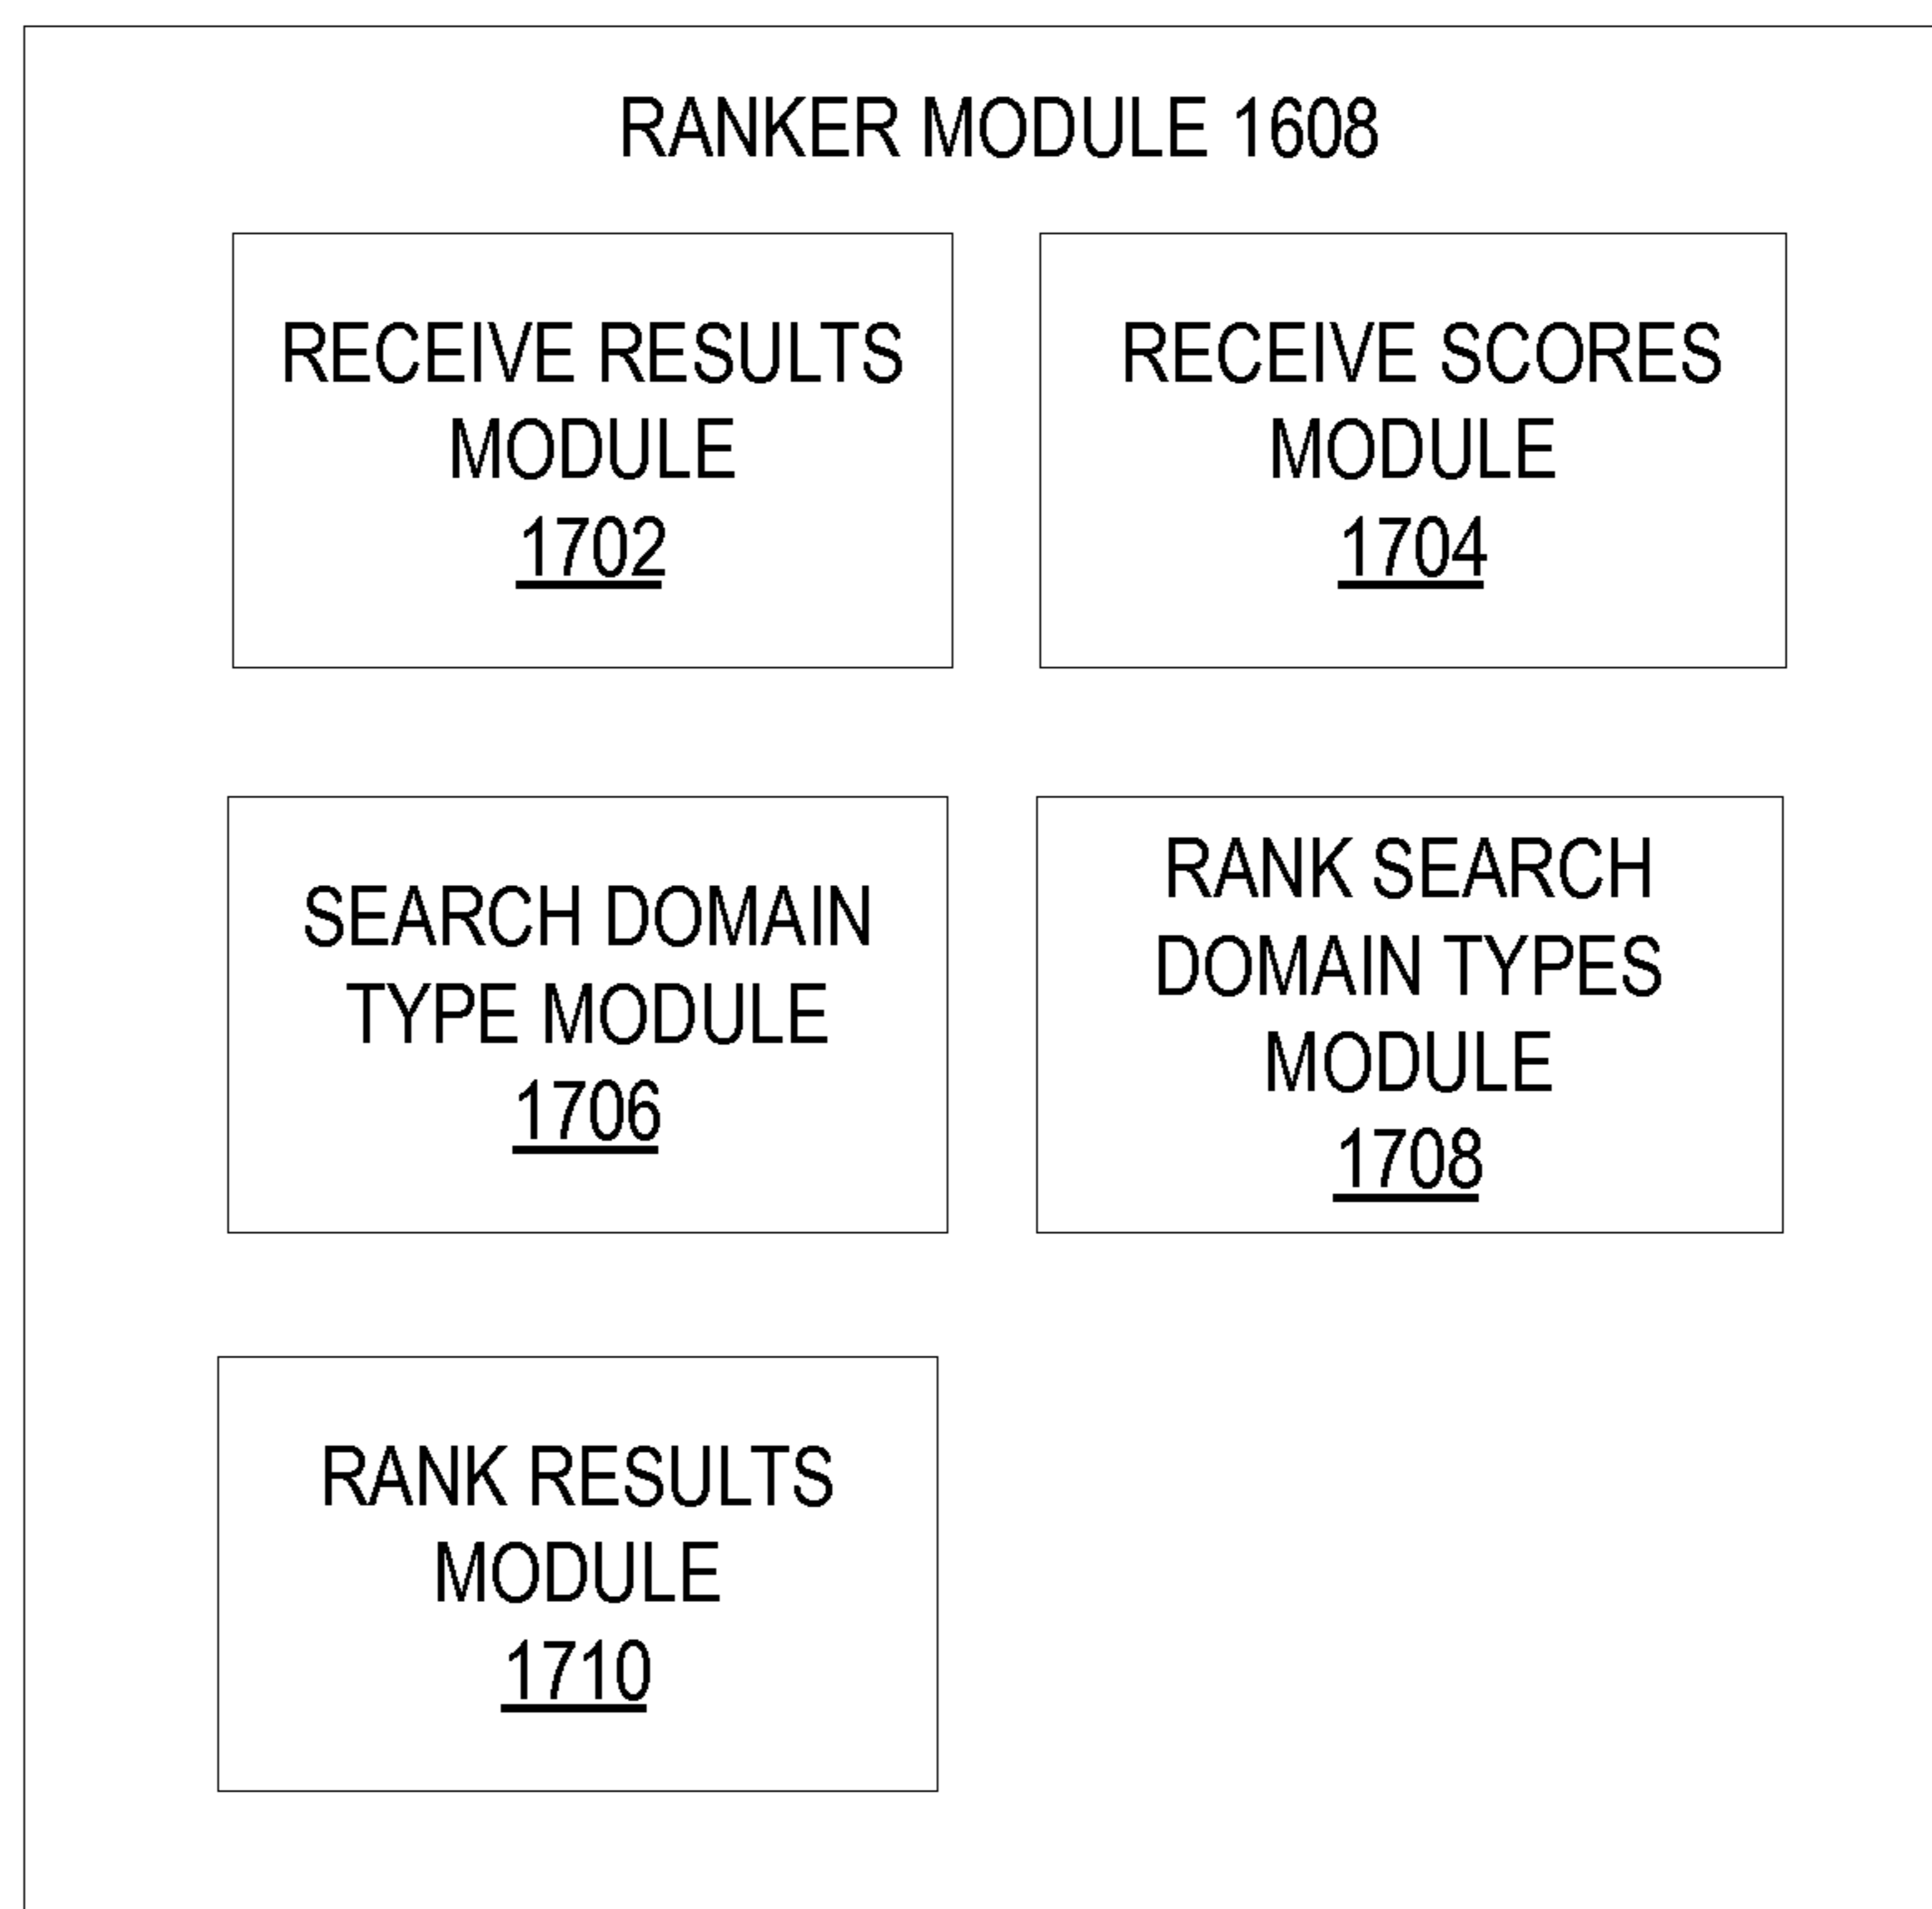 RANKER MODULE 1608
RECEIVE RESULTS
MODULE
1702
RECEIVE SCORES
MODULE
1704
SEARCH DOMAIN
TYPE MODULE
1706
RANK SEARCH
DOMAIN TYPES
MODULE
1708
RANK RESULTS
MODULE
1710